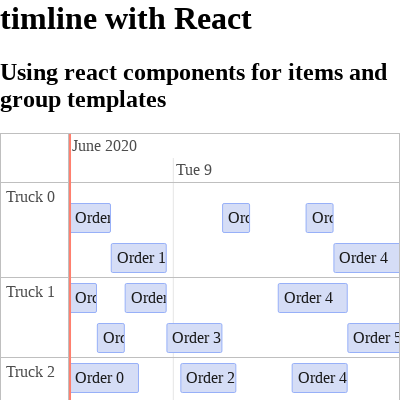 timline with React
Using react components for items and
group templates
June 2020
Tue 9
Truck 0
Order
Orc
Orc
Order 1
Order 4
Truck 1
Orc
Order
Order 4
Orc
Order 3
Order 5
Truck 2
Order 0
Order 2
Order 4